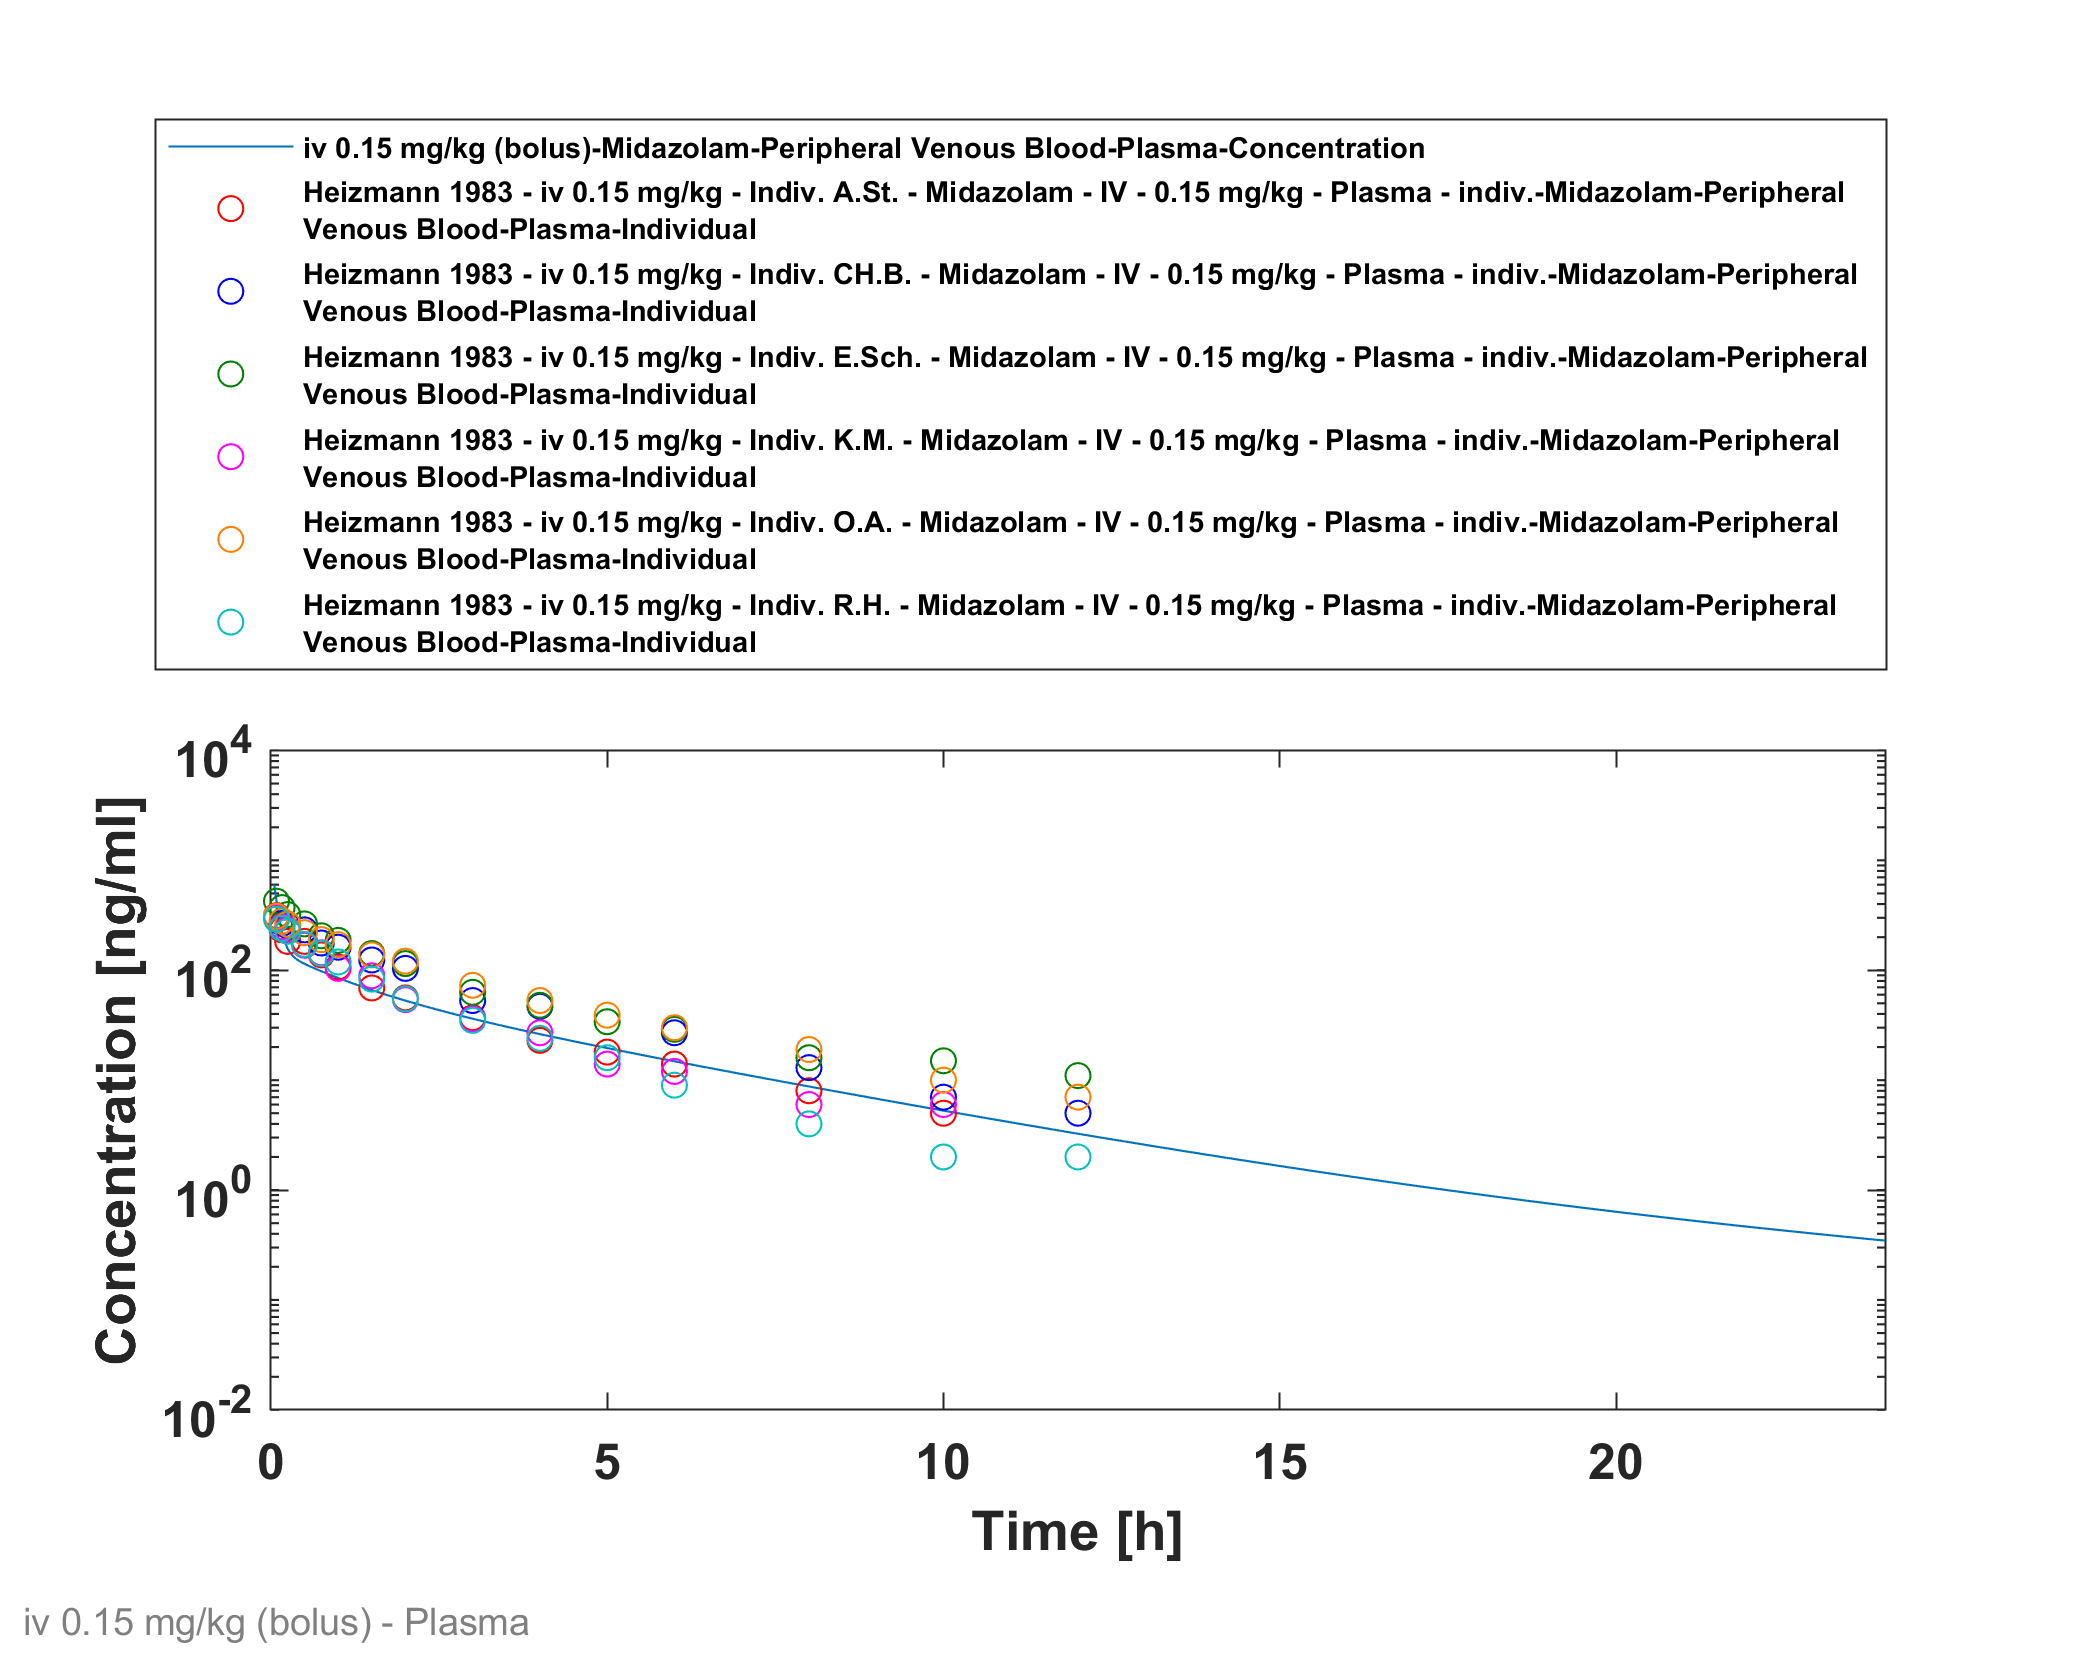 iv 0.15 mg/kg (bolus)-Midazolam-Peripheral Venous Blood-Plasma-Concentration
Heizmann 1983 - iv 0.15 mg/kg - Indiv. A.St. - Midazolam - IV - 0.15 mg/kg - Plasma - indiv.-Midazolam-Peripheral
Venous Blood-Plasma-Individual
Heizmann 1983 - iv 0.15 mg/kg - Indiv. CH.B. - Midazolam - IV - 0.15 mg/kg - Plasma - indiv.-Midazolam-Peripheral
Venous Blood-Plasma-Individual
Heizmann 1983 - iv 0.15 mg/kg - Indiv. E.Sch. - Midazolam - IV - 0.15 mg/kg - Plasma - indiv.-Midazolam-Peripheral
Venous Blood-Plasma-Individual
Heizmann 1983 - iv 0.15 mg/kg - Indiv. K.M. - Midazolam - IV - 0.15 mg/kg - Plasma - indiv.-Midazolam-Peripheral
Venous Blood-Plasma-Individual
Heizmann 1983 - iv 0.15 mg/kg - Indiv. O.A. - Midazolam - IV - 0.15 mg/kg - Plasma - indiv.-Midazolam-Peripheral
Venous Blood-Plasma-Individual
Heizmann 1983 - iv 0.15 mg/kg - Indiv. R.H. - Midazolam - IV - 0.15 mg/kg - Plasma - indiv.-Midazolam-Peripheral
Venous Blood-Plasma-Individual
Concentration [ng/ml]
10^4
10^2
10^0
10^-2
0 5 10 15 20
Time [h]
iv 0.15 mg/kg (bolus) - Plasma